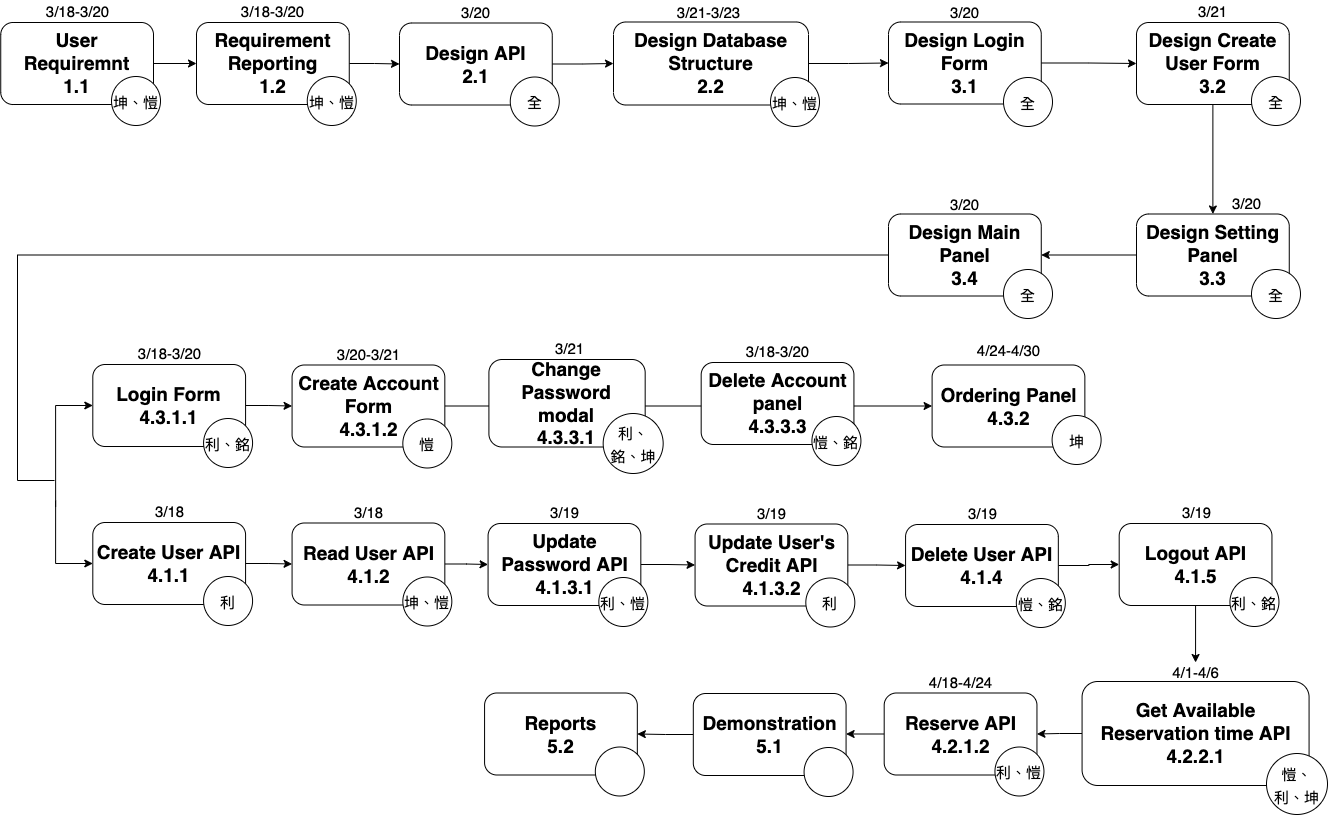 3/18-3/20
User
Requiremnt
1.1
坤、愷
3/18-3/20
Requirement
Reporting
1.2
坤、愷
3/20
Design API
2.1
全
3/21-3/23
Design Database
Structure
2.2
坤、愷
3/20
Design Login
Form
3.1
全
3/21
Design Create
User Form
3.2
全
3/20
Design Setting
Panel
3.3
全
3/20
Design Main
Panel
3.4
全
3/18-3/20
Login Form
4.3.1.1
利、銘
3/20-3/21
Create Account
Form
4.3.1.2
愷
3/21
Change
Password
modal
4.3.3.1
利、
銘、坤
3/18-3/20
Delete Account
panel
4.3.3.3
愷、銘
4/24-4/30
Ordering Panel
4.3.2
坤
3/18
Create User API
4.1.1
利
3/18
Read User API
4.1.2
坤、愷
3/19
Update
Password API
4.1.3.1
利、愷
3/19
Update User's
Credit API
4.1.3.2
利
3/19
Delete User API
4.1.4
愷、銘
3/19
Logout API
4.1.5
利、銘
4/1-4/6
Get Available
Reservation time API
4.2.2.1
愷、
利、坤
4/18-4/24
Reserve API
4.2.1.2
利、愷
Demonstration
5.1
Reports
5.2